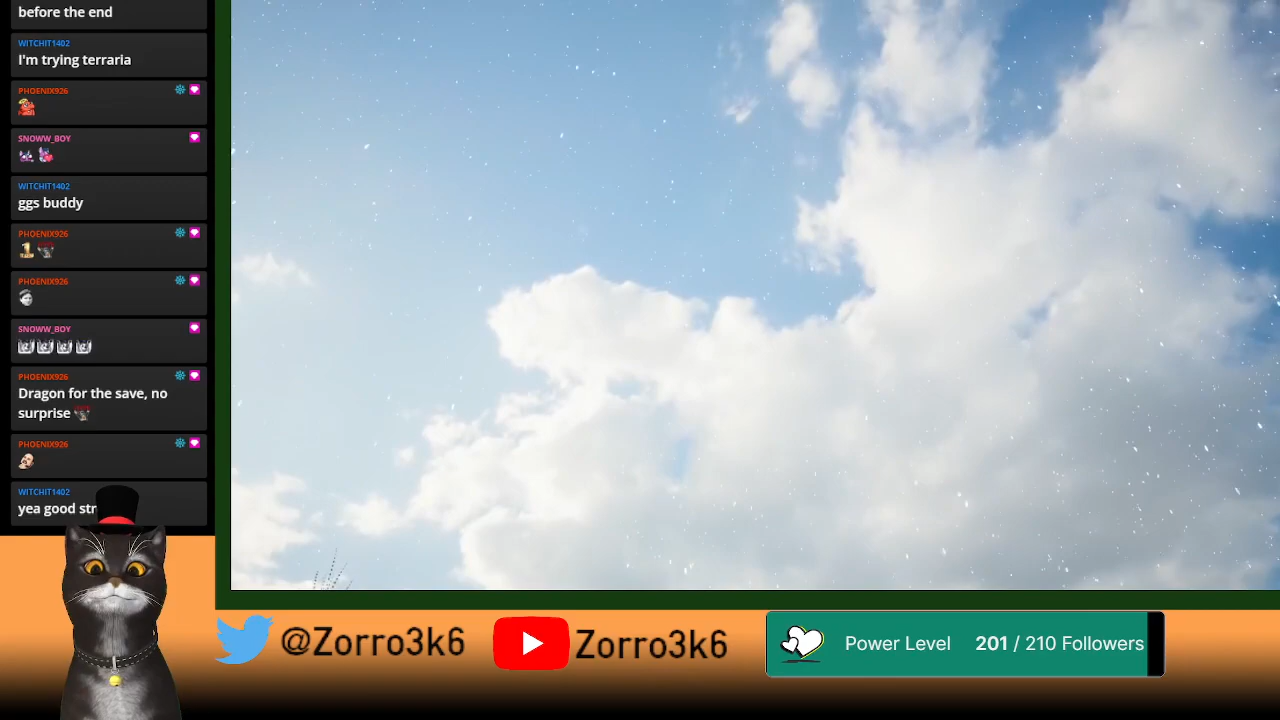 before the end
WITCHIT1402
I'm trying terraria
PHOENIX926
SNOWW_BOY
WITCHIT1402
ggs buddy
PHOENIX926
PHOENIX926
SNOWW_BOY
PHOENIX926
Dragon for the save, no
surprise
PHOENIX926
WITCHIT1402
yea good str
@Zorro3k6
Zorro3k6
Power Level 201 / 210 Followers